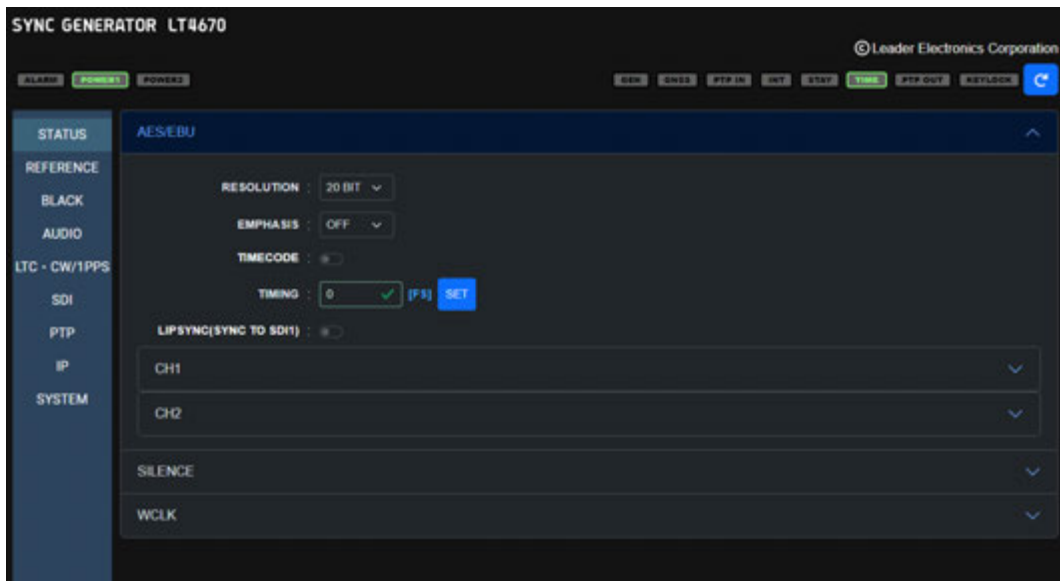 SYNC GENERATOR LT4670
©Leader Electronics Corporation
ALARM POWER1 POWER2 GEN GNSS PTP IN INT STAY TIME PTP OUT KEYLOCK
STATUS
REFERENCE
BLACK
AUDIO
LTC - CW/1PPS
SDI
PTP
IP
SYSTEM
AES/EBU
RESOLUTION : 20 BIT
EMPHASIS : OFF
TIMECODE :
TIMING : 0 [FS] SET
LIPSYNC(SYNC TO SDI1) :
CH1
CH2
SILENCE
WCLK